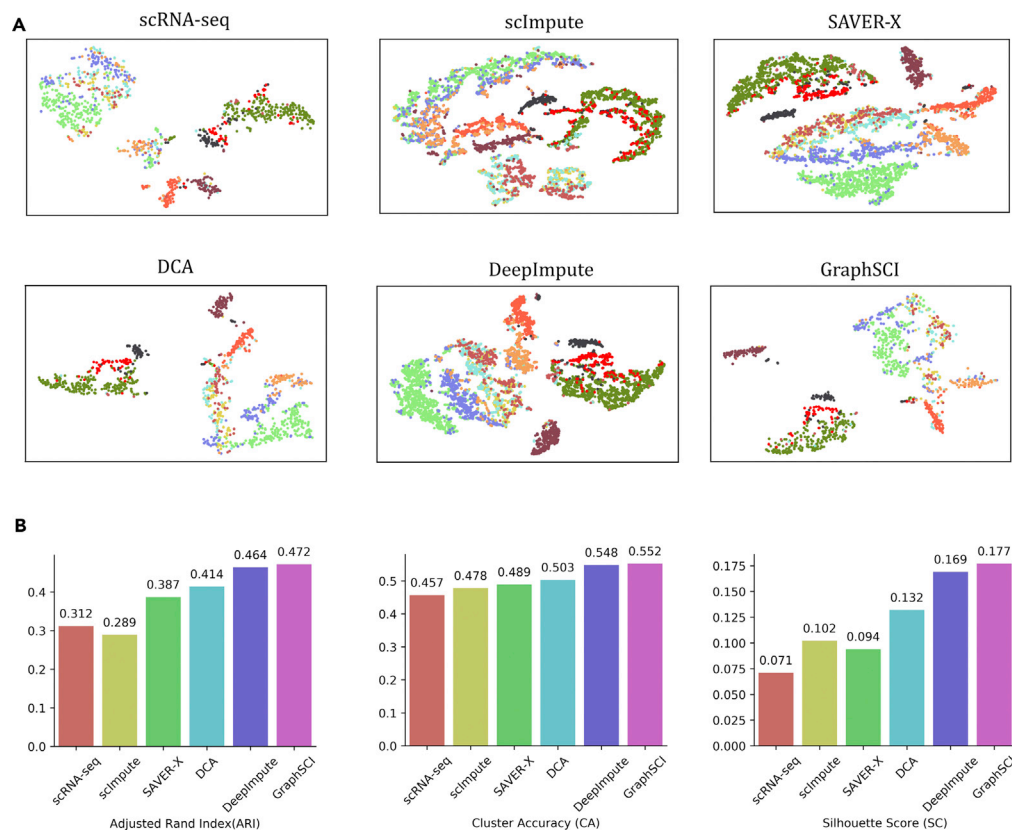 A
scRNA-seq
scImpute
SAVER-X
DCA
DeepImpute
GraphSCI
B
0.4
0.3
0.2
0.1
0.0
0.312
0.289
0.387
0.414
0.464
0.472
scRNA-seq
scImpute
SAVER-X
DCA
DeepImpute
GraphSCI
Adjusted Rand Index(ARI)
0.5
0.4
0.3
0.2
0.1
0.0
0.457
0.478
0.489
0.503
0.548
0.552
scRNA-seq
scImpute
SAVER-X
DCA
DeepImpute
GraphSCI
Cluster Accuracy (CA)
0.175
0.150
0.125
0.100
0.075
0.050
0.025
0.000
0.071
0.102
0.094
0.132
0.169
0.177
scRNA-seq
scImpute
SAVER-X
DCA
DeepImpute
GraphSCI
Silhouette Score (SC)